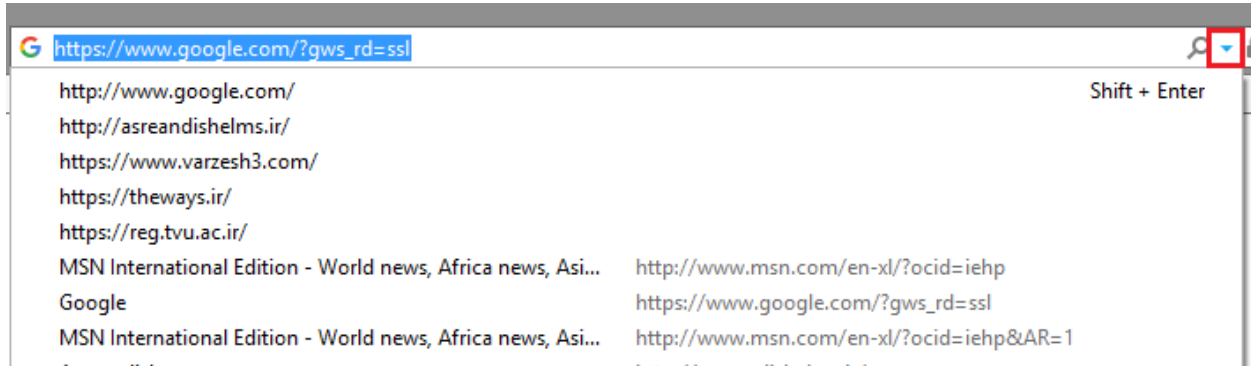 https://www.google.com/?gws_rd=ssl
http://www.google.com/ Shift + Enter
http://asreandishelms.ir/
https://www.varzesh3.com/
https://theways.ir/
https://reg.tvu.ac.ir/
MSN International Edition - World news, Africa news, Asi... http://www.msn.com/en-xl/?ocid=iehp
Google https://www.google.com/?gws_rd=ssl
MSN International Edition - World news, Africa news, Asi... http://www.msn.com/en-xl/?ocid=iehp&AR=1